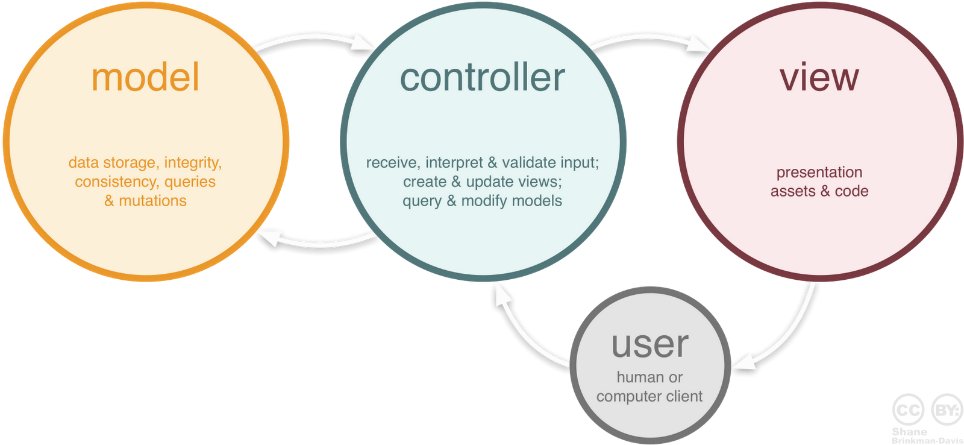 model
data storage, integrity,
consistency, queries
& mutations
controller
receive, interpret & validate input;
create & update views;
query & modify models
view
presentation
assets & code
user
human or
computer client
CC BY:
Shane
Brinkman-Davis